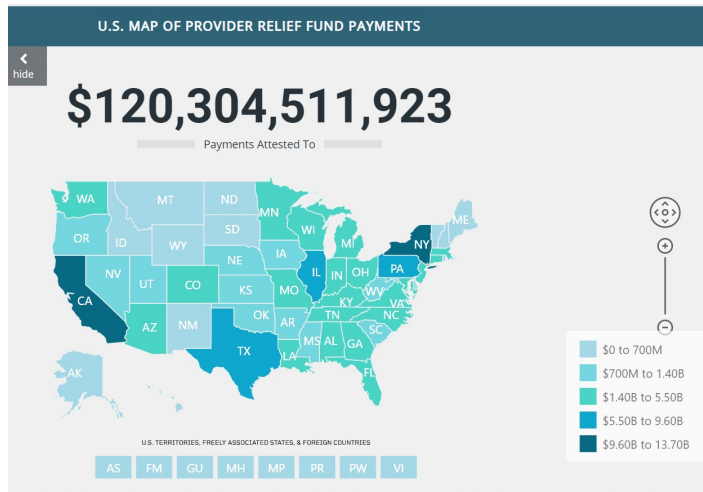 U.S. MAP OF PROVIDER RELIEF FUND PAYMENTS
hide
$120,304,511,923
Payments Attested To
WA
MT
ND
MN
ME
OR
ID
SD
WI
MI
NY
WY
NE
IA
PA
NV
UT
CO
KS
MO
IL
IN
OH
WV
CA
KY
VA
AZ
NM
OK
AR
TN
NC
SC
TX
LA
MS
AL
GA
AK
FL
$0 to 700M
$700M to 1.40B
$1.40B to 5.50B
$5.50B to 9.60B
$9.60B to 13.70B
U.S. TERRITORIES, FREELY ASSOCIATED STATES, & FOREIGN COUNTRIES
AS FM GU MH MP PR PW VI